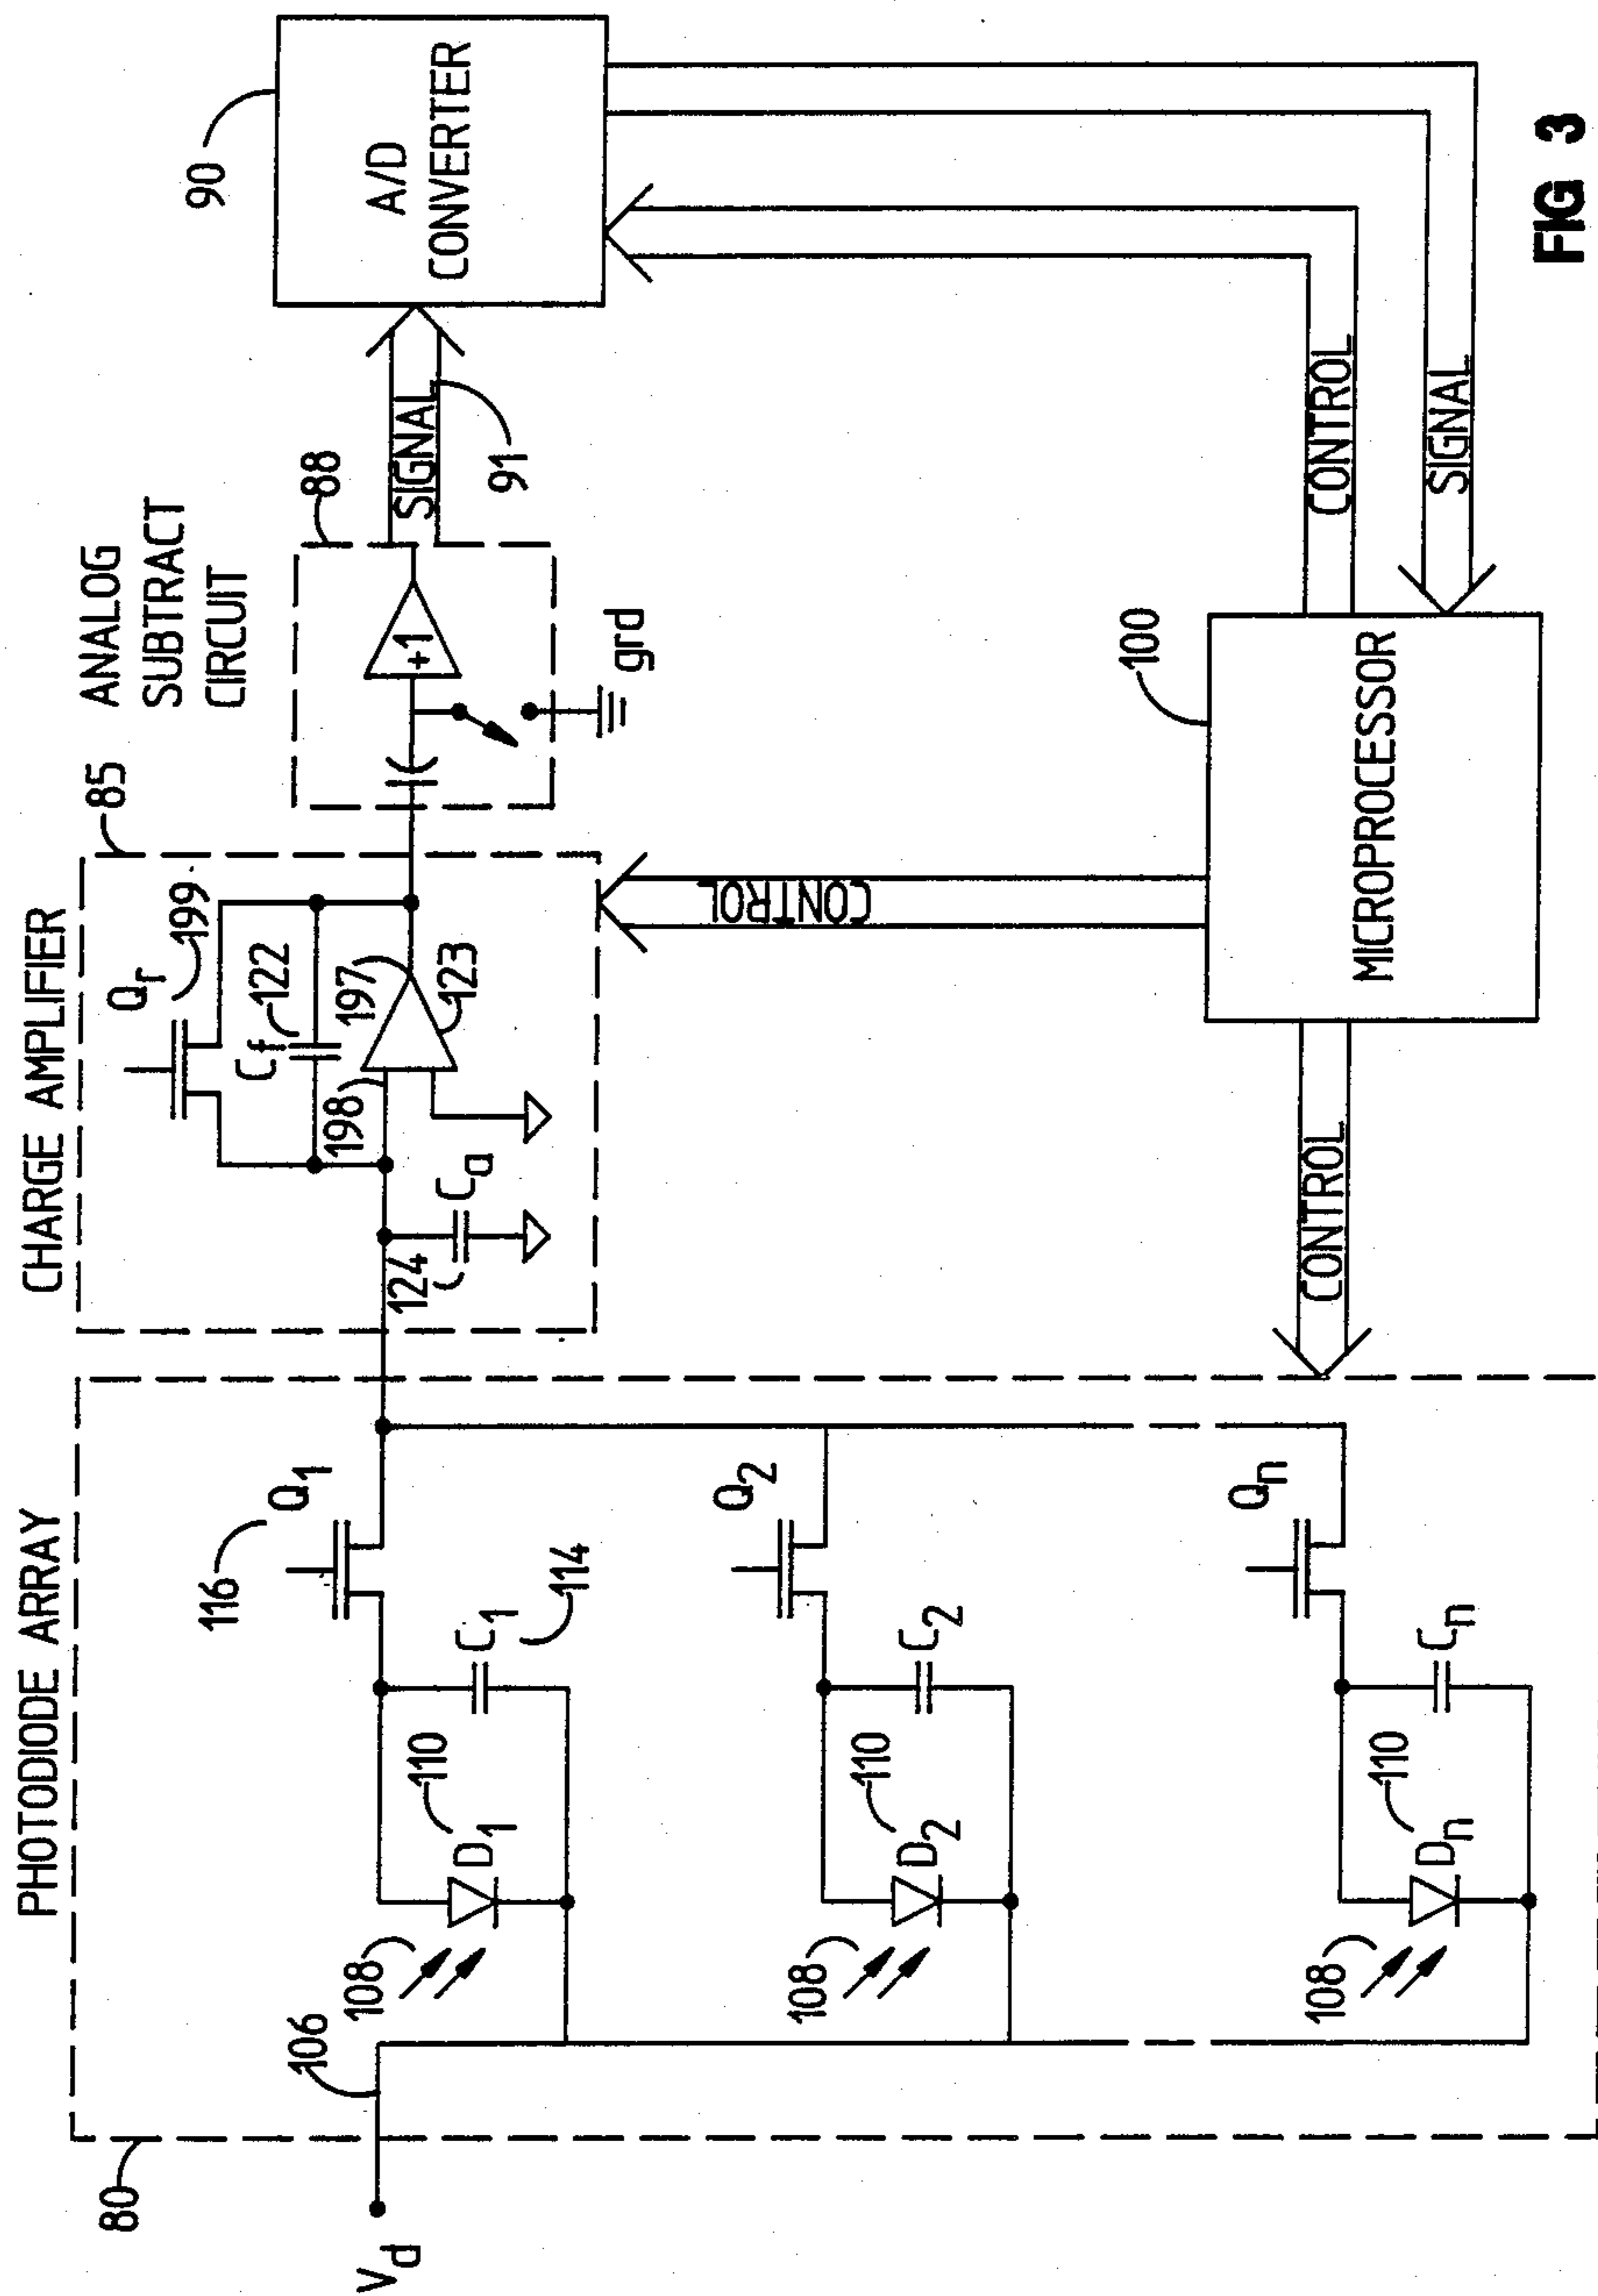 PHOTODIODE ARRAY
CHARGE AMPLIFIER
ANALOG
SUBTRACT
CIRCUIT
80
Vd
106
116
Q1
C1
114
D1
110
108
Q2
C2
D2
110
108
Qn
Cn
Dn
110
108
85
Qr
199
Cf
122
197
198
123
124
Ca
88
+1
grd
SIGNAL
91
90
A/D
CONVERTER
CONTROL
CONTROL
CONTROL
SIGNAL
100
MICROPROCESSOR
FIG 3